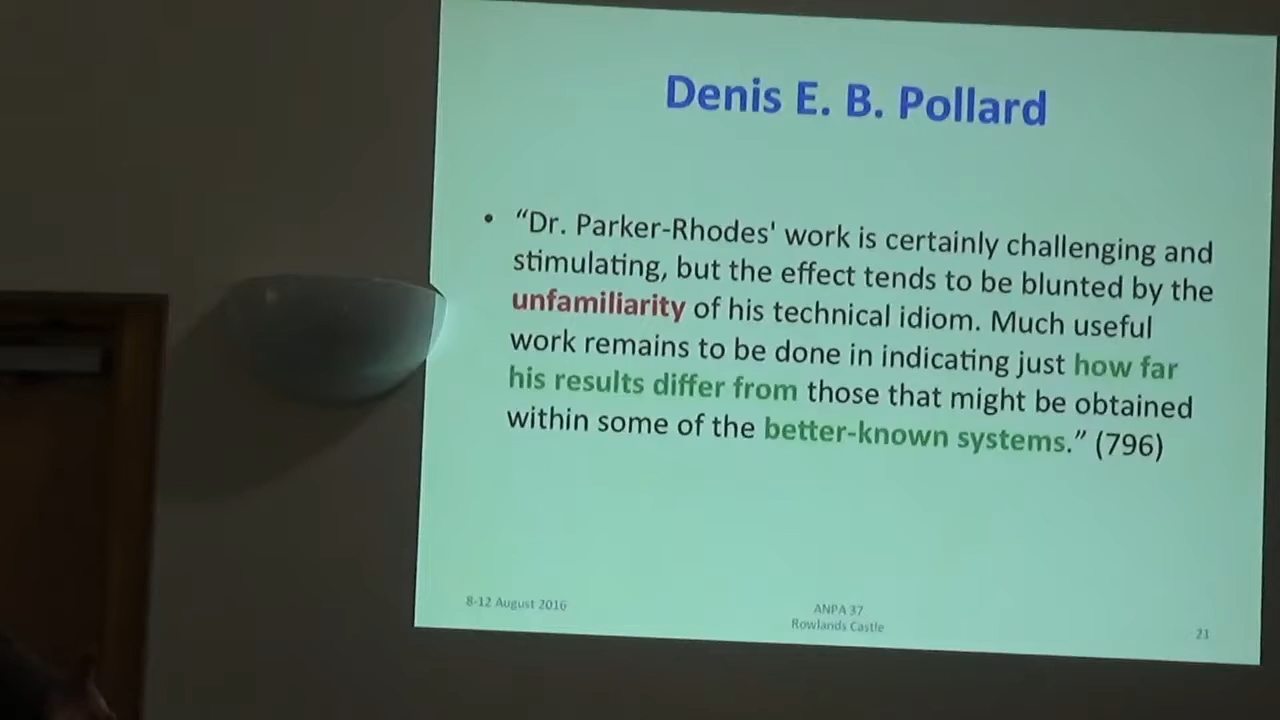 Denis E. B. Pollard
• “Dr. Parker-Rhodes' work is certainly challenging and
stimulating, but the effect tends to be blunted by the
unfamiliarity of his technical idiom. Much useful
work remains to be done in indicating just how far
his results differ from those that might be obtained
within some of the better-known systems.” (796)
8-12 August 2016
ANPA 37
Rowlands Castle
21